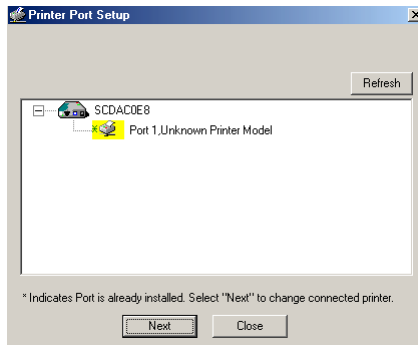 Printer Port Setup
Refresh
SCDAC0E8
* Port 1,Unknown Printer Model
* Indicates Port is already installed. Select "Next" to change connected printer.
Next
Close